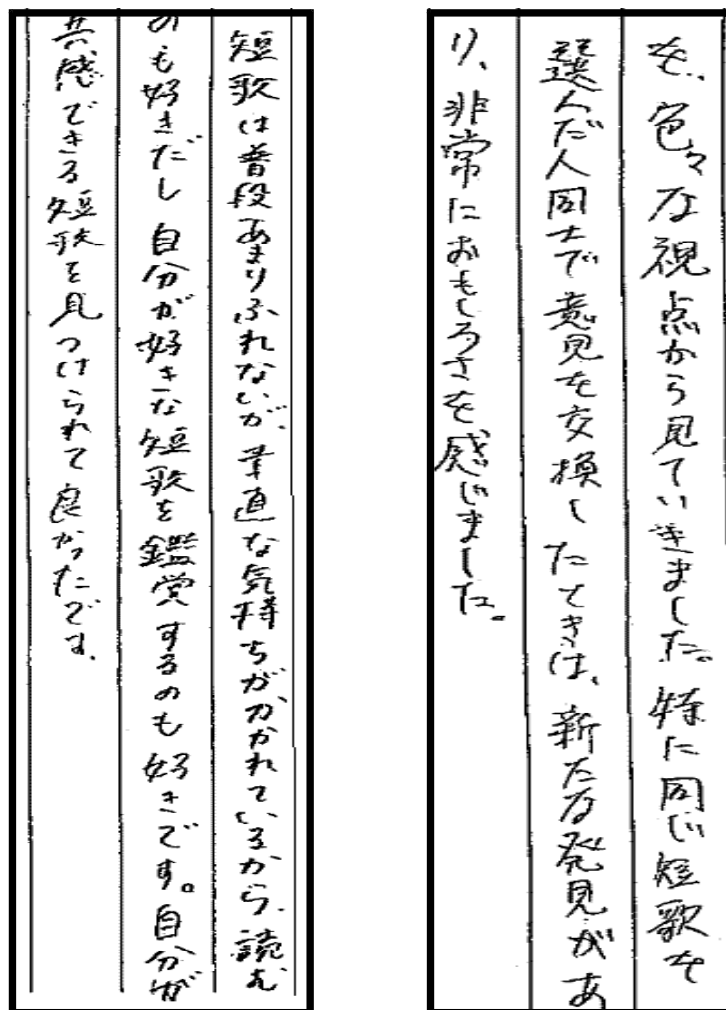 を、色々な視点から見ていきました。特に同じ短歌を
選んだ人同士で意見を交換したときは、新たな発見があ
り、非常におもしろさを感じました。
短歌は普段あまりふれないが、率直な気持ちがかかれているから、読む
のも好きだし自分が好きな短歌を鑑賞するのも好きです。自分が
共感できる短歌を見つけられて良かったです。